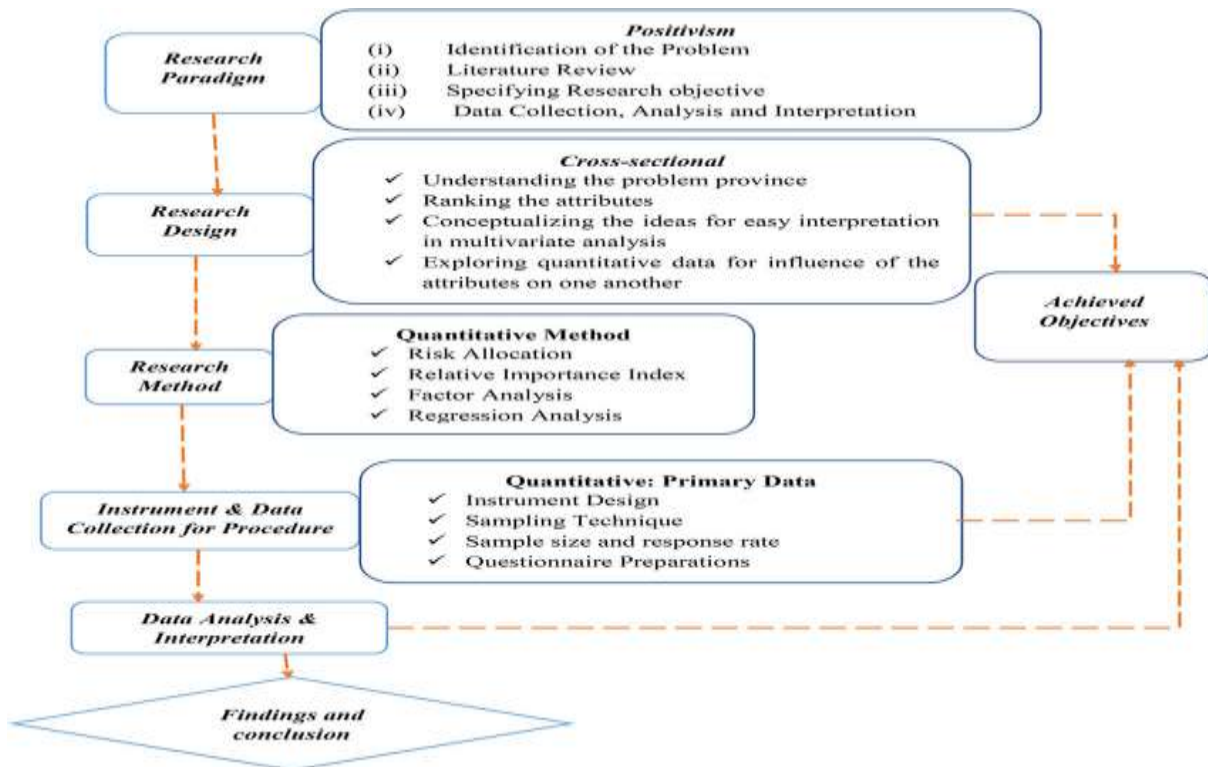 Research
Paradigm
Positivism
(i) Identification of the Problem
(ii) Literature Review
(iii) Specifying Research objective
(iv) Data Collection, Analysis and Interpretation
Research
Design
Cross-sectional
✓ Understanding the problem province
✓ Ranking the attributes
✓ Conceptualizing the ideas for easy interpretation
in multivariate analysis
✓ Exploring quantitative data for influence of the
attributes on one another
Achieved
Objectives
Research
Method
Quantitative Method
✓ Risk Allocation
✓ Relative Importance Index
✓ Factor Analysis
✓ Regression Analysis
Instrument & Data
Collection for Procedure
Quantitative: Primary Data
✓ Instrument Design
✓ Sampling Technique
✓ Sample size and response rate
✓ Questionnaire Preparations
Data Analysis &
Interpretation
Findings and
conclusion